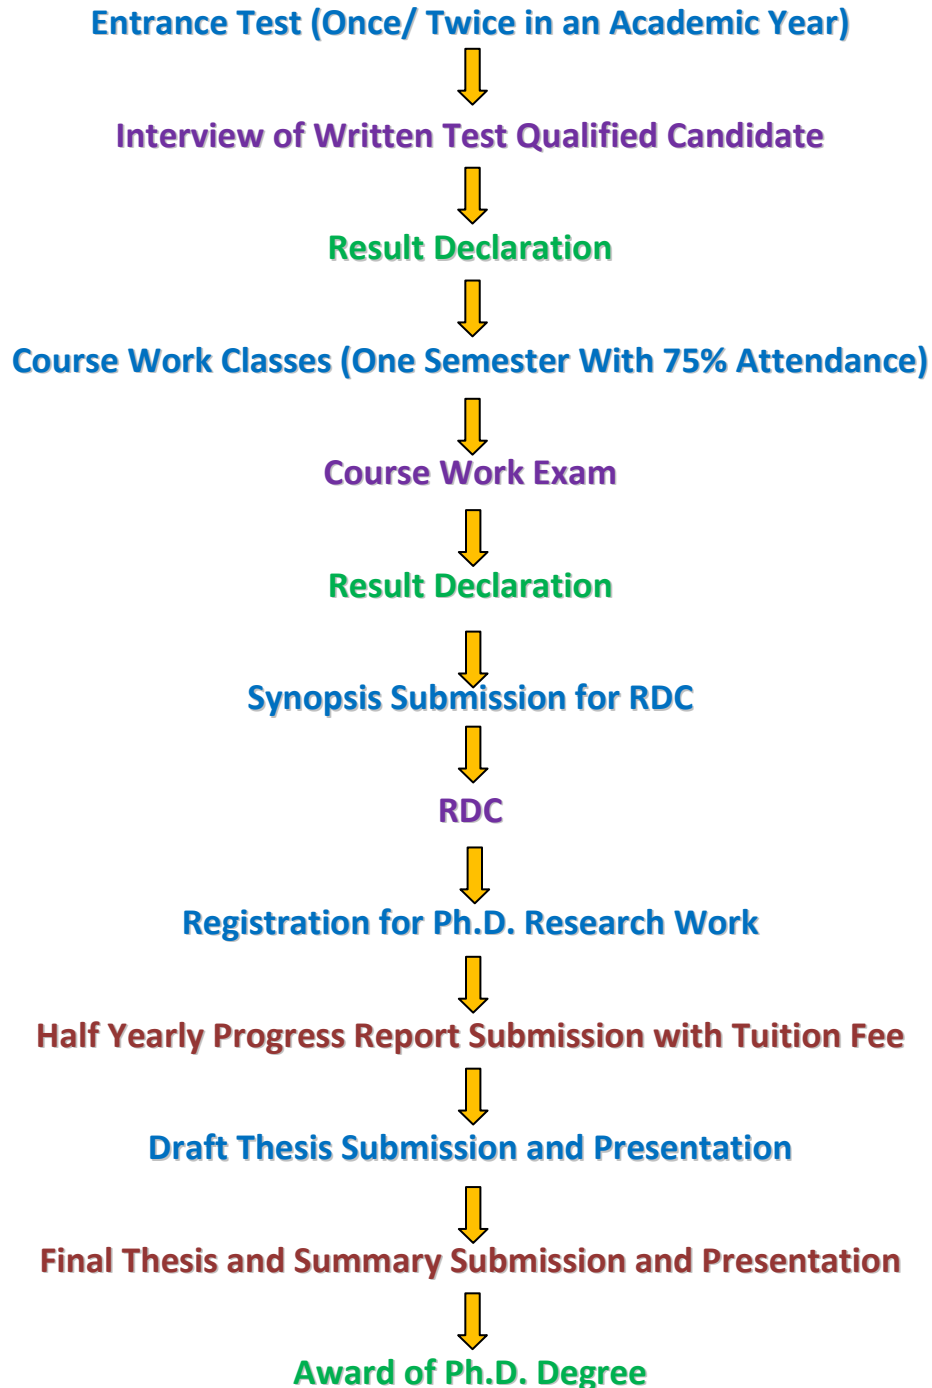 Entrance Test (Once/ Twice in an Academic Year)
Interview of Written Test Qualified Candidate
Result Declaration
Course Work Classes (One Semester With 75% Attendance)
Course Work Exam
Result Declaration
Synopsis Submission for RDC
RDC
Registration for Ph.D. Research Work
Half Yearly Progress Report Submission with Tuition Fee
Draft Thesis Submission and Presentation
Final Thesis and Summary Submission and Presentation
Award of Ph.D. Degree